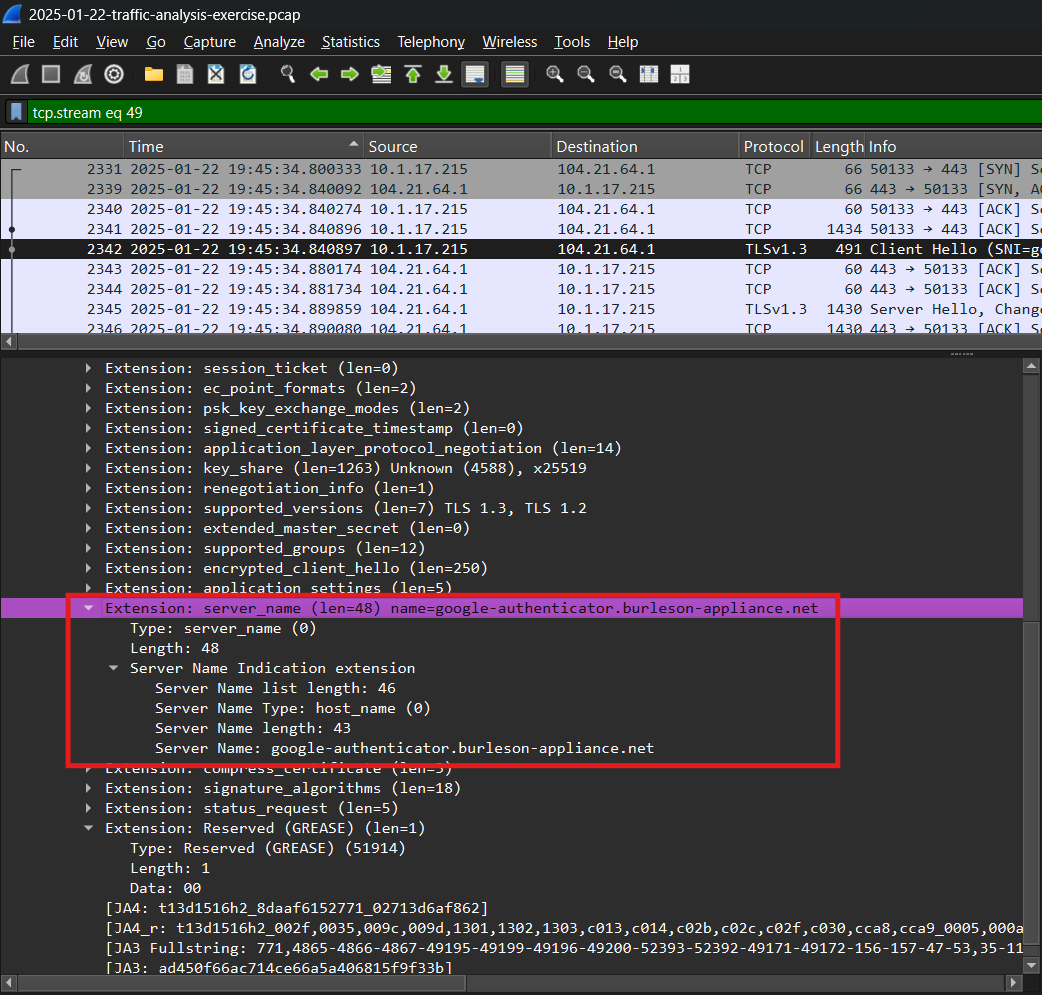 2025-01-22-traffic-analysis-exercise.pcap
File Edit View Go Capture Analyze Statistics Telephony Wireless Tools Help
tcp.stream eq 49
No. Time Source Destination Protocol Length Info
2331 2025-01-22 19:45:34.800333 10.1.17.215 104.21.64.1 TCP 66 50133 → 443 [SYN] Se
2339 2025-01-22 19:45:34.840092 104.21.64.1 10.1.17.215 TCP 66 443 → 50133 [SYN, AC
2340 2025-01-22 19:45:34.840274 10.1.17.215 104.21.64.1 TCP 60 50133 → 443 [ACK] Se
2341 2025-01-22 19:45:34.840896 10.1.17.215 104.21.64.1 TCP 1434 50133 → 443 [ACK] Se
2342 2025-01-22 19:45:34.840897 10.1.17.215 104.21.64.1 TLSv1.3 491 Client Hello (SNI=go
2343 2025-01-22 19:45:34.880174 104.21.64.1 10.1.17.215 TCP 60 443 → 50133 [ACK] Se
2344 2025-01-22 19:45:34.881734 104.21.64.1 10.1.17.215 TCP 60 443 → 50133 [ACK] Se
2345 2025-01-22 19:45:34.889859 104.21.64.1 10.1.17.215 TLSv1.3 1430 Server Hello, Change
2346 2025-01-22 19:45:34.890080 104.21.64.1 10.1.17.215 TCP 1430 443 → 50133 [ACK] Se
Extension: session_ticket (len=0)
Extension: ec_point_formats (len=2)
Extension: psk_key_exchange_modes (len=2)
Extension: signed_certificate_timestamp (len=0)
Extension: application_layer_protocol_negotiation (len=14)
Extension: key_share (len=1263) Unknown (4588), x25519
Extension: renegotiation_info (len=1)
Extension: supported_versions (len=7) TLS 1.3, TLS 1.2
Extension: extended_master_secret (len=0)
Extension: supported_groups (len=12)
Extension: encrypted_client_hello (len=250)
Extension: application_settings (len=5)
Extension: server_name (len=48) name=google-authenticator.burleson-appliance.net
Type: server_name (0)
Length: 48
Server Name Indication extension
Server Name list length: 46
Server Name Type: host_name (0)
Server Name length: 43
Server Name: google-authenticator.burleson-appliance.net
Extension: compress_certificate (len=3)
Extension: signature_algorithms (len=18)
Extension: status_request (len=5)
Extension: Reserved (GREASE) (len=1)
Type: Reserved (GREASE) (51914)
Length: 1
Data: 00
[JA4: t13d1516h2_8daaf6152771_02713d6af862]
[JA4_r: t13d1516h2_002f,0035,009c,009d,1301,1302,1303,c013,c014,c02b,c02c,c02f,c030,cca8,cca9_0005,000a
[JA3 Fullstring: 771,4865-4866-4867-49195-49199-49196-49200-52393-52392-49171-49172-156-157-47-53,35-11
[JA3: ad450f66ac714ce66a5a406815f9f33b]